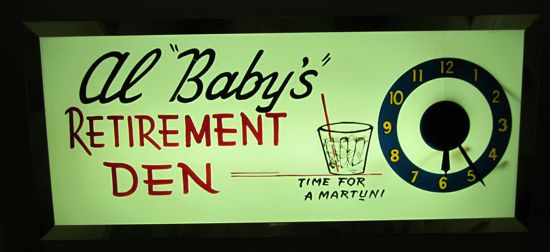 Al "Baby's"
RETIREMENT
DEN
TIME FOR
A MARTUNI
12
1
2
3
4
5
6
7
8
9
10
11